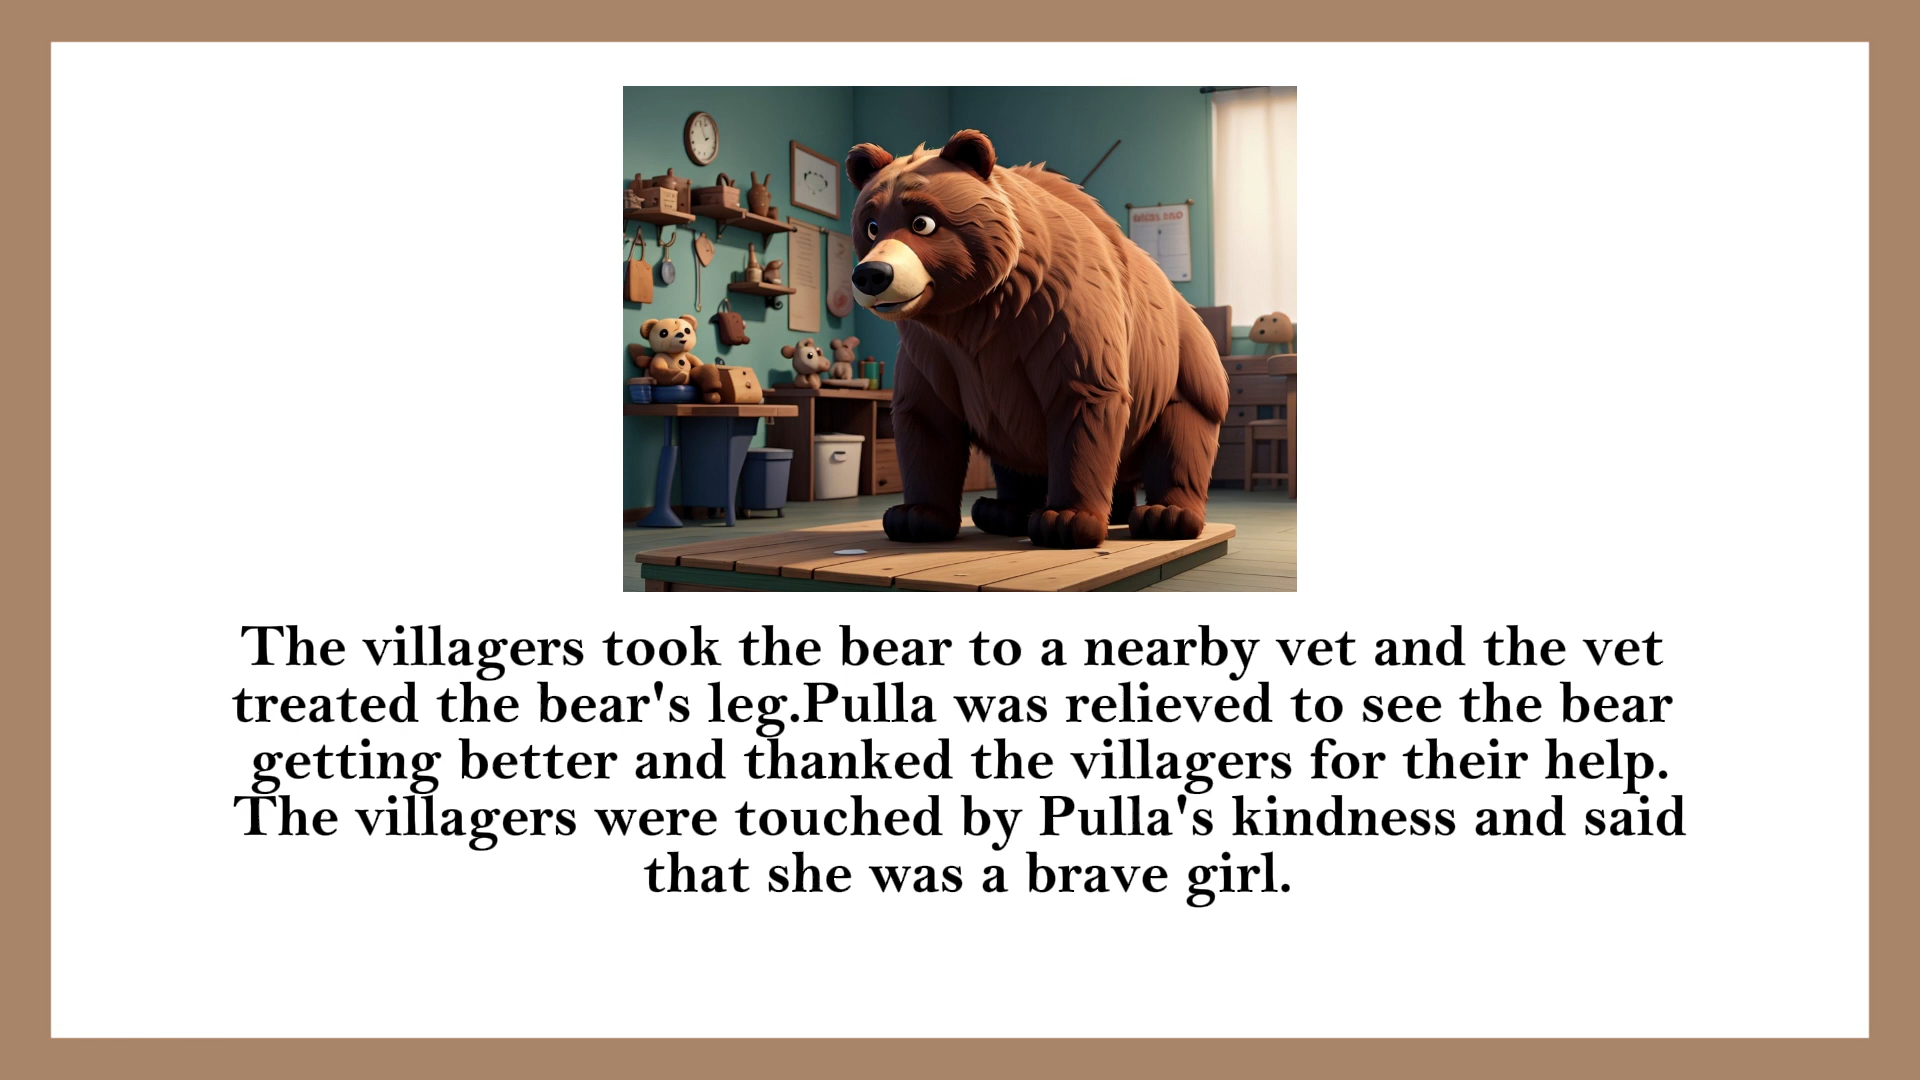 The villagers took the bear to a nearby vet and the vet
treated the bear's leg.Pulla was relieved to see the bear
getting better and thanked the villagers for their help.
The villagers were touched by Pulla's kindness and said
that she was a brave girl.